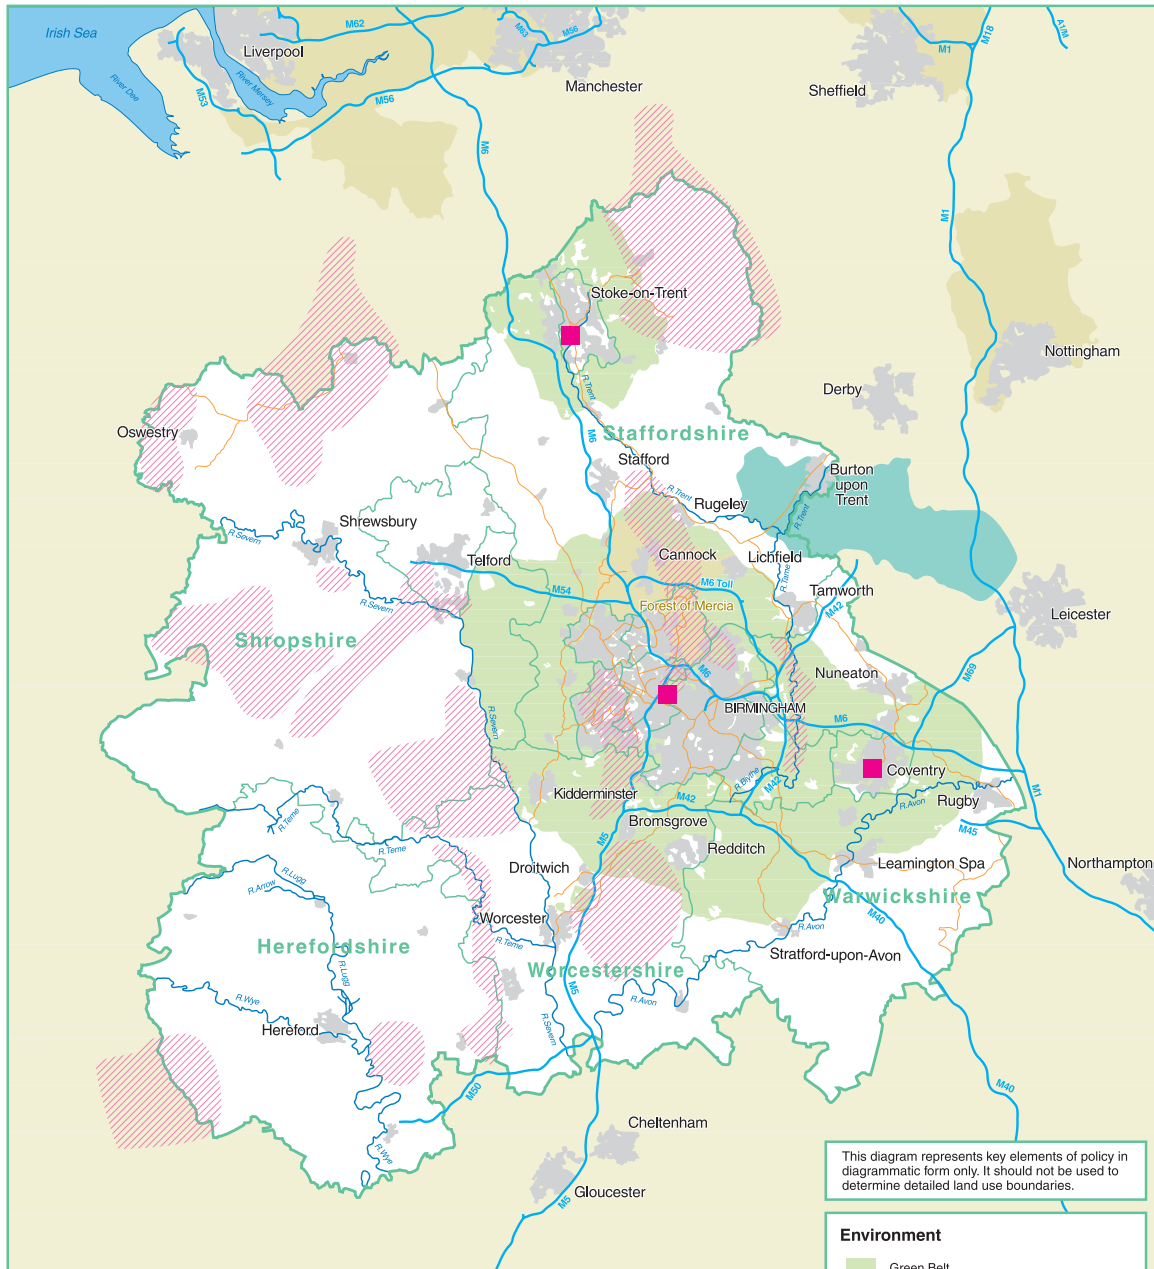 Irish Sea
M62
M63
M56
M18
A1/M
M1
Liverpool
River Dee
River Mersey
M53
M56
Manchester
Sheffield
M6
M1
Stoke-on-Trent
Nottingham
Derby
R.Trent
Oswestry
M6
Staffordshire
Stafford
Burton
upon
Trent
R.Trent
Rugeley
R.Trent
Shrewsbury
R.Severn
Telford
Cannock
Lichfield
M54
M6 Toll
R.Tame
Tamworth
R.Severn
Forest of Mercia
M42
Leicester
Shropshire
M6
Nuneaton
M69
R.Severn
BIRMINGHAM
M6
Coventry
R.Blythe
M42
Kidderminster
M42
R.Avon
Rugby
M1
R.Teme
Bromsgrove
M45
M5
R.Teme
Redditch
Droitwich
Leamington Spa
Northampton
R.Lugg
R.Arrow
Warwickshire
Worcester
M40
R.Avon
Herefordshire
R.Teme
Stratford-upon-Avon
R.Lugg
Worcestershire
M5
R.Wye
R.Avon
Hereford
R.Severn
M50
M40
Cheltenham
R.Wye
Gloucester
M5
This diagram represents key elements of policy in
diagrammatic form only. It should not be used to
determine detailed land use boundaries.
Environment
Green Belt